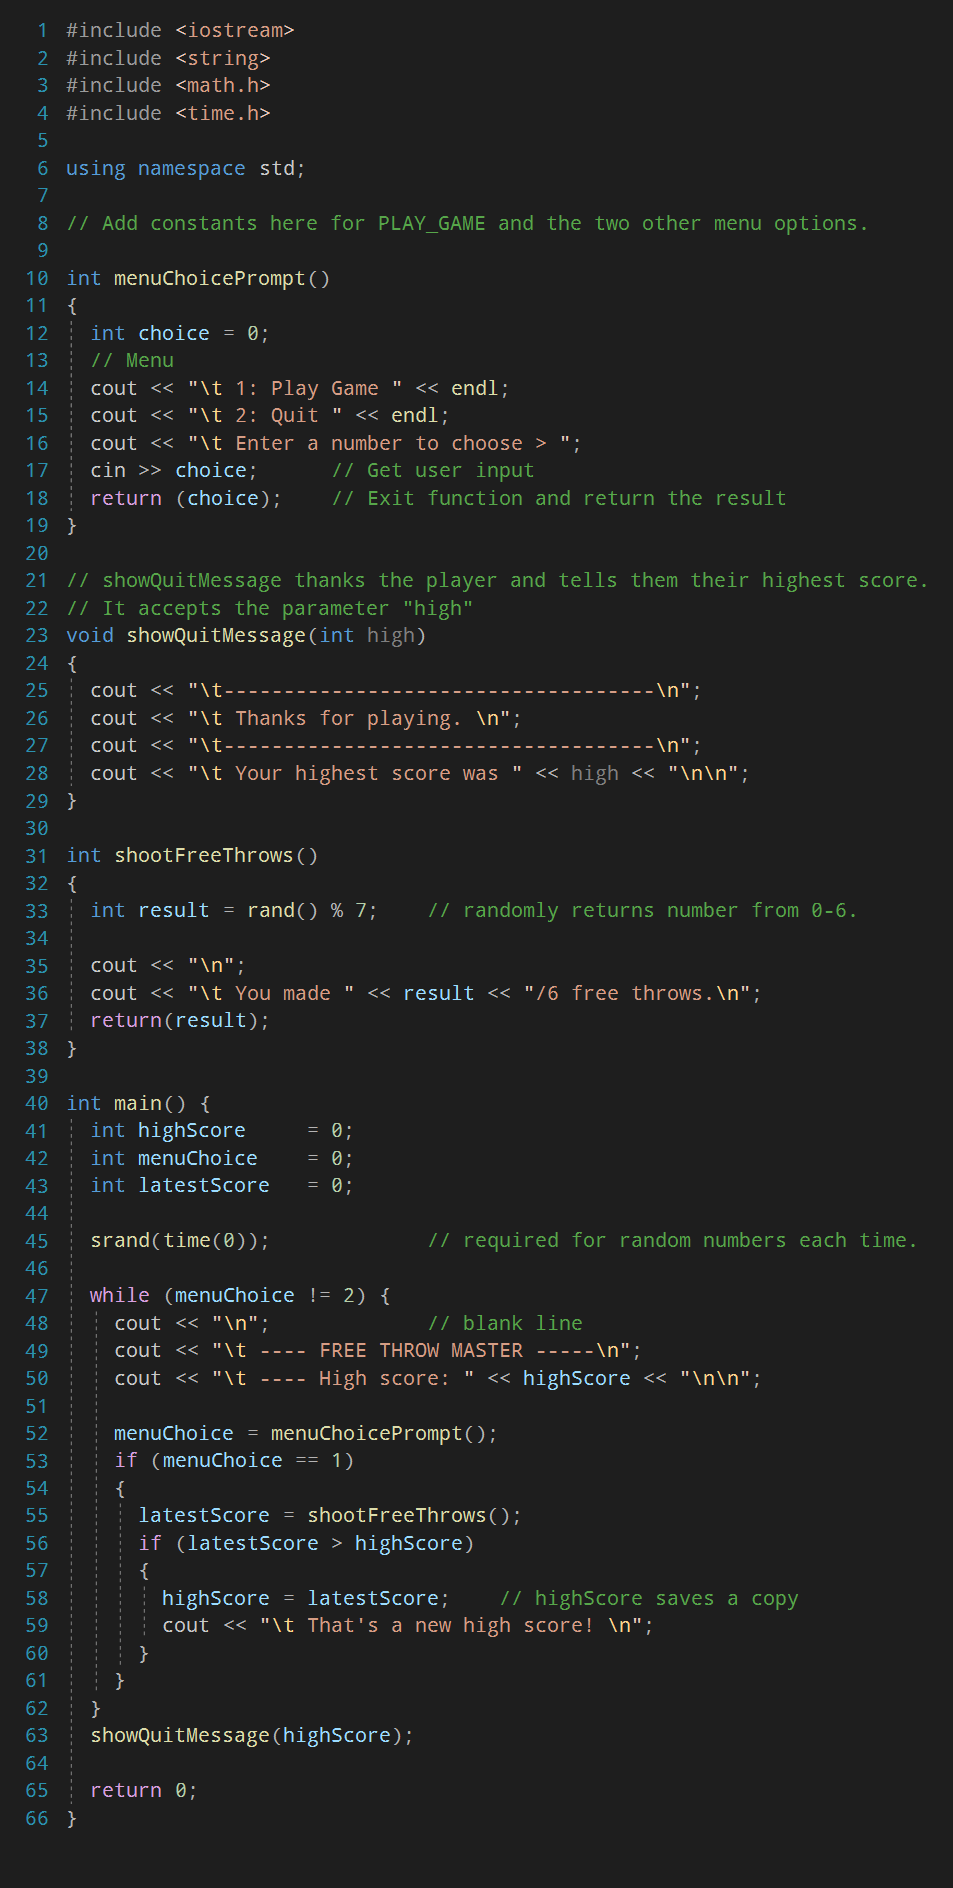 1 #include <iostream>
2 #include <string>
3 #include <math.h>
4 #include <time.h>
5
6 using namespace std;
7
8 // Add constants here for PLAY_GAME and the two other menu options.
9
10 int menuChoicePrompt()
11 {
12   int choice = 0;
13   // Menu
14   cout << "\t 1: Play Game " << endl;
15   cout << "\t 2: Quit " << endl;
16   cout << "\t Enter a number to choose > ";
17   cin >> choice;      // Get user input
18   return (choice);    // Exit function and return the result
19 }
20
21 // showQuitMessage thanks the player and tells them their highest score.
22 // It accepts the parameter "high"
23 void showQuitMessage(int high)
24 {
25   cout << "\t------------------------------------\n";
26   cout << "\t Thanks for playing. \n";
27   cout << "\t------------------------------------\n";
28   cout << "\t Your highest score was " << high << "\n\n";
29 }
30
31 int shootFreeThrows()
32 {
33   int result = rand() % 7;    // randomly returns number from 0-6.
34
35   cout << "\n";
36   cout << "\t You made " << result << "/6 free throws.\n";
37   return(result);
38 }
39
40 int main() {
41   int highScore     = 0;
42   int menuChoice    = 0;
43   int latestScore   = 0;
44
45   srand(time(0));             // required for random numbers each time.
46
47   while (menuChoice != 2) {
48     cout << "\n";             // blank line
49     cout << "\t ---- FREE THROW MASTER -----\n";
50     cout << "\t ---- High score: " << highScore << "\n\n";
51
52     menuChoice = menuChoicePrompt();
53     if (menuChoice == 1)
54     {
55       latestScore = shootFreeThrows();
56       if (latestScore > highScore)
57       {
58         highScore = latestScore;    // highScore saves a copy
59         cout << "\t That's a new high score! \n";
60       }
61     }
62   }
63   showQuitMessage(highScore);
64
65   return 0;
66 }